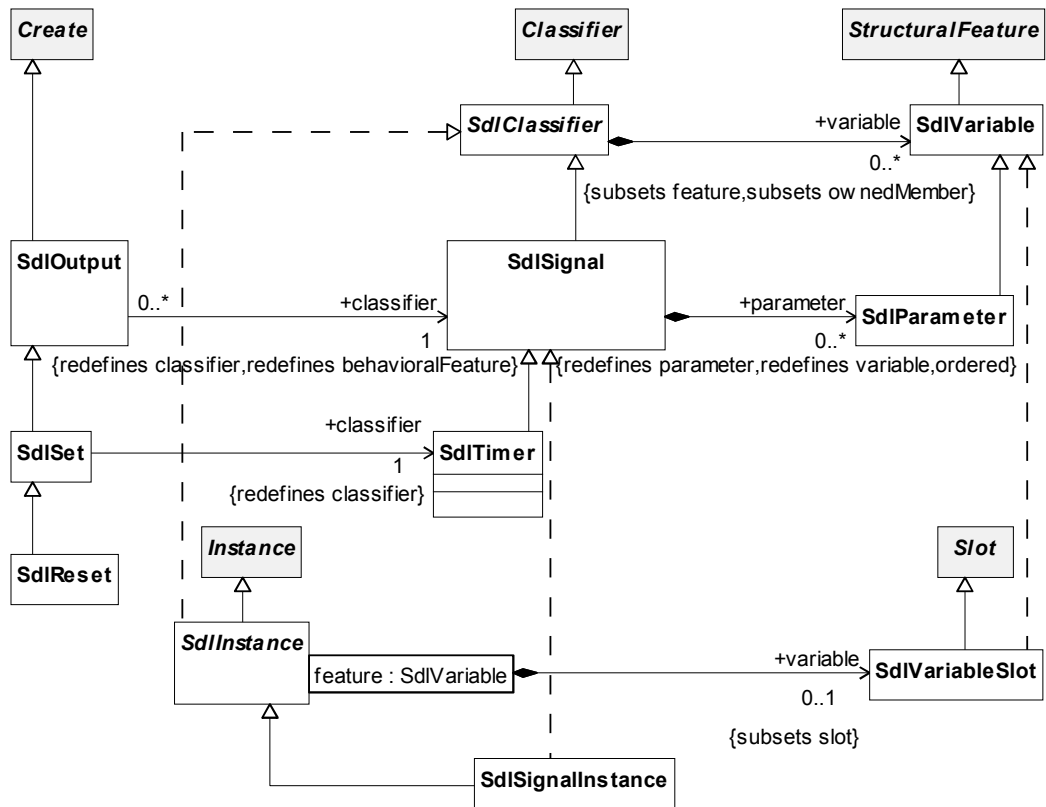 Create
Classifier
StructuralFeature
SdlClassifier
+variable
SdlVariable
0..*
{subsets feature,subsets ow nedMember}
SdlOutput
SdlSignal
0..*
+classifier
+parameter
SdlParameter
1
0..*
{redefines classifier,redefines behavioralFeature}
{redefines parameter,redefines variable,ordered}
+classifier
SdlSet
SdlTimer
1
{redefines classifier}
Instance
Slot
SdlReset
SdlInstance
+variable
feature : SdlVariable
SdlVariableSlot
0..1
{subsets slot}
SdlSignalInstance